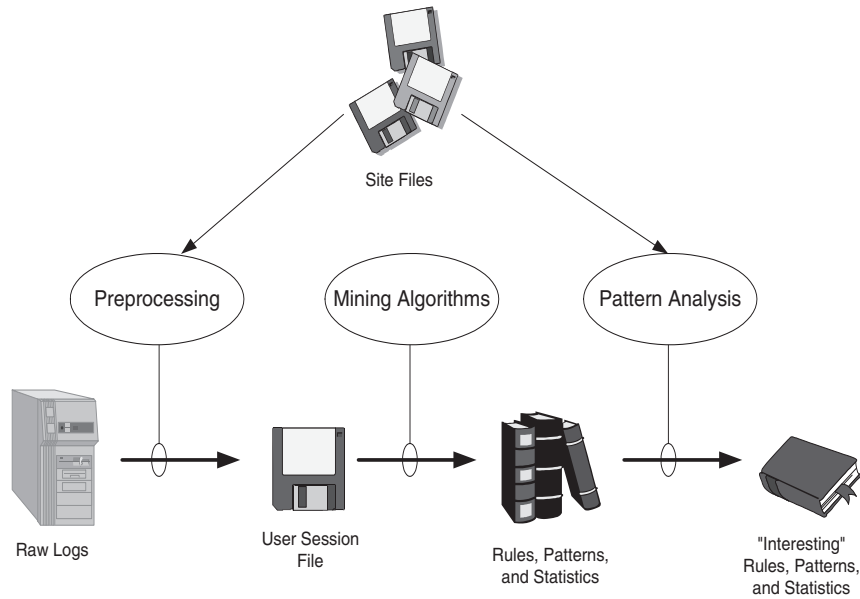 Site Files
Preprocessing
Mining Algorithms
Pattern Analysis
Raw Logs
User Session
File
Rules, Patterns,
and Statistics
"Interesting"
Rules, Patterns,
and Statistics